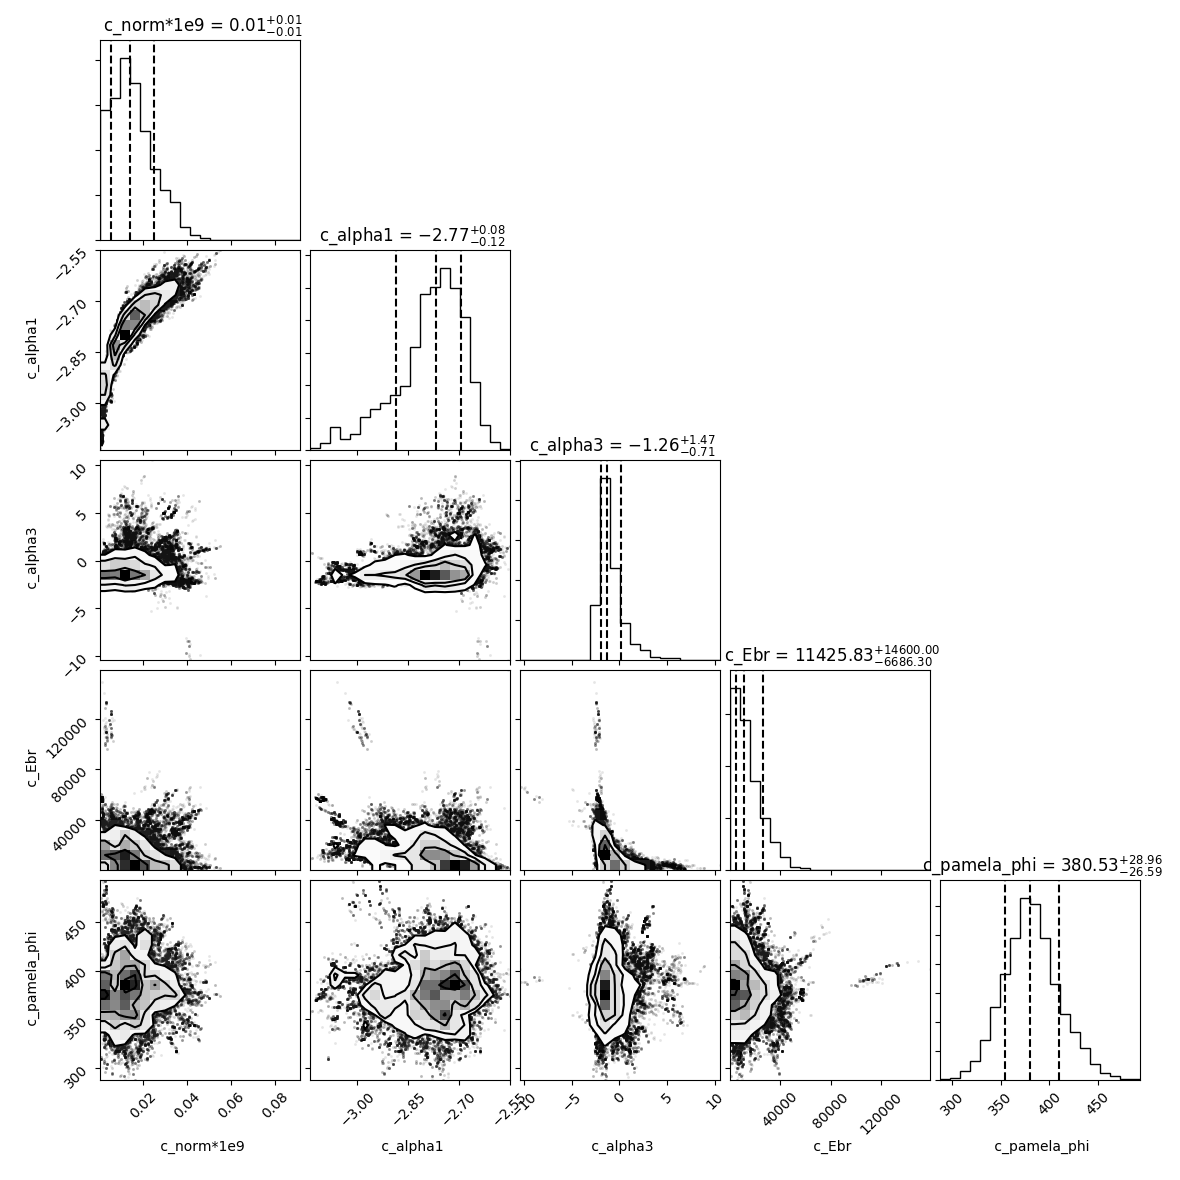 c_norm*1e9 = 0.01+0.01−0.01
c_alpha1 = −2.77+0.08−0.12
−2.55
−2.70
−2.85
−3.00
c_alpha1
c_alpha3 = −1.26+1.47−0.71
10
5
0
−5
−10
c_alpha3
c_Ebr = 11425.83+14600.00−6686.30
120000
80000
40000
c_Ebr
c_pamela_phi = 380.53+28.96−26.59
450
400
350
300
c_pamela_phi
0.02 0.04 0.06 0.08
−3.00 −2.85 −2.70 −2.55
−10 −5 0 5 10
40000 80000 120000
300 350 400 450
c_norm*1e9 c_alpha1 c_alpha3 c_Ebr c_pamela_phi